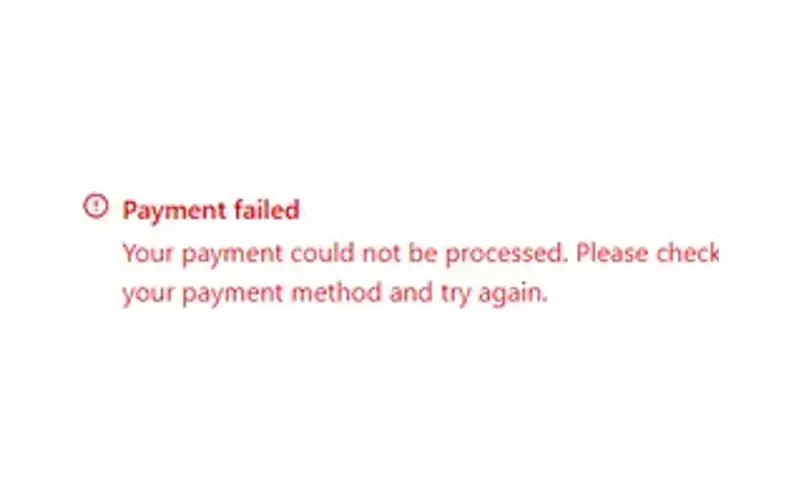 Payment failed
Your payment could not be processed. Please check
your payment method and try again.